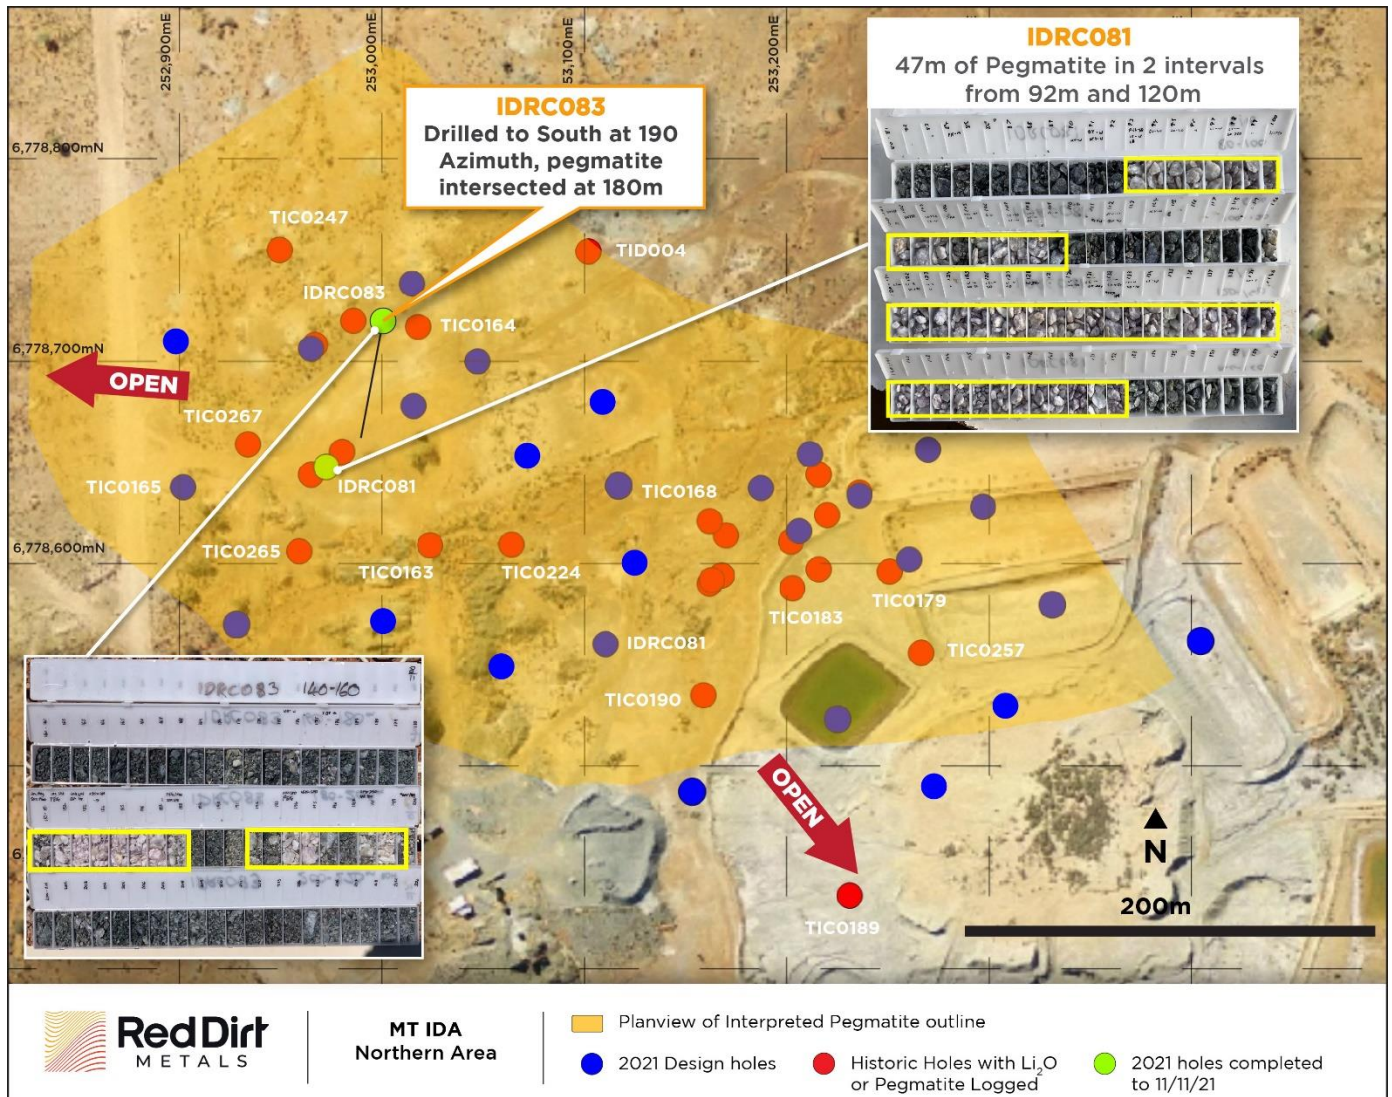 252,900mE
253,000mE
53,100mE
253,200mE
6,778,800mN
6,778,700mN
6,778,600mN
6,
IDRC083
Drilled to South at 190
Azimuth, pegmatite
intersected at 180m
IDRC081
47m of Pegmatite in 2 intervals
from 92m and 120m
TIC0247
TID004
IDRC083
TIC0164
OPEN
TIC0267
IDRC081
TIC0165
TIC0168
TIC0265
TIC0163
TIC0224
TIC0183
TIC0179
IDRC081
TIC0257
TIC0190
IDRC083 140-160
OPEN
TIC0189
N
200m
RedDirt
METALS
MT IDA
Northern Area
Planview of Interpreted Pegmatite outline
2021 Design holes
Historic Holes with Li₂O
or Pegmatite Logged
2021 holes completed
to 11/11/21